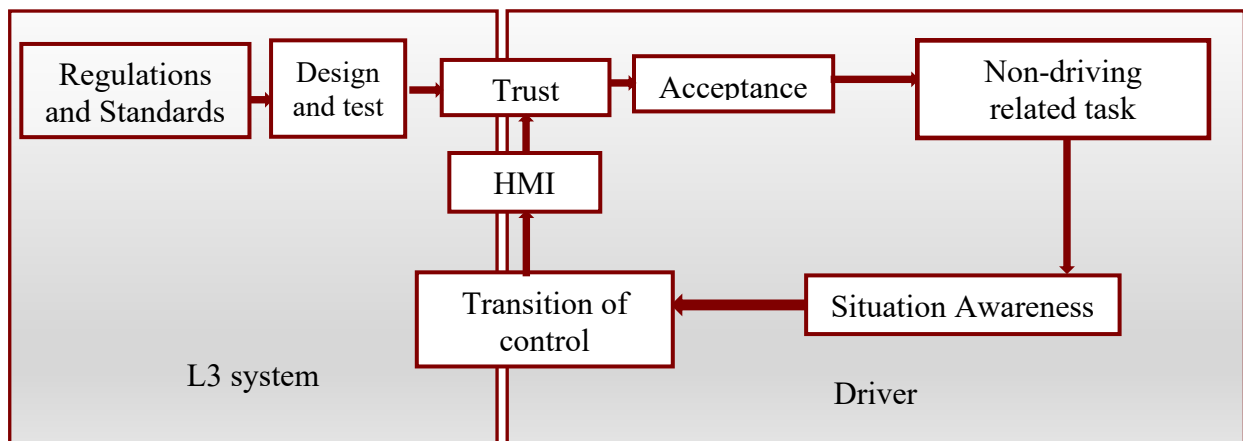 Regulations
and Standards
Design
and test
Trust
Acceptance
Non-driving
related task
HMI
Transition of
control
Situation Awareness
L3 system
Driver